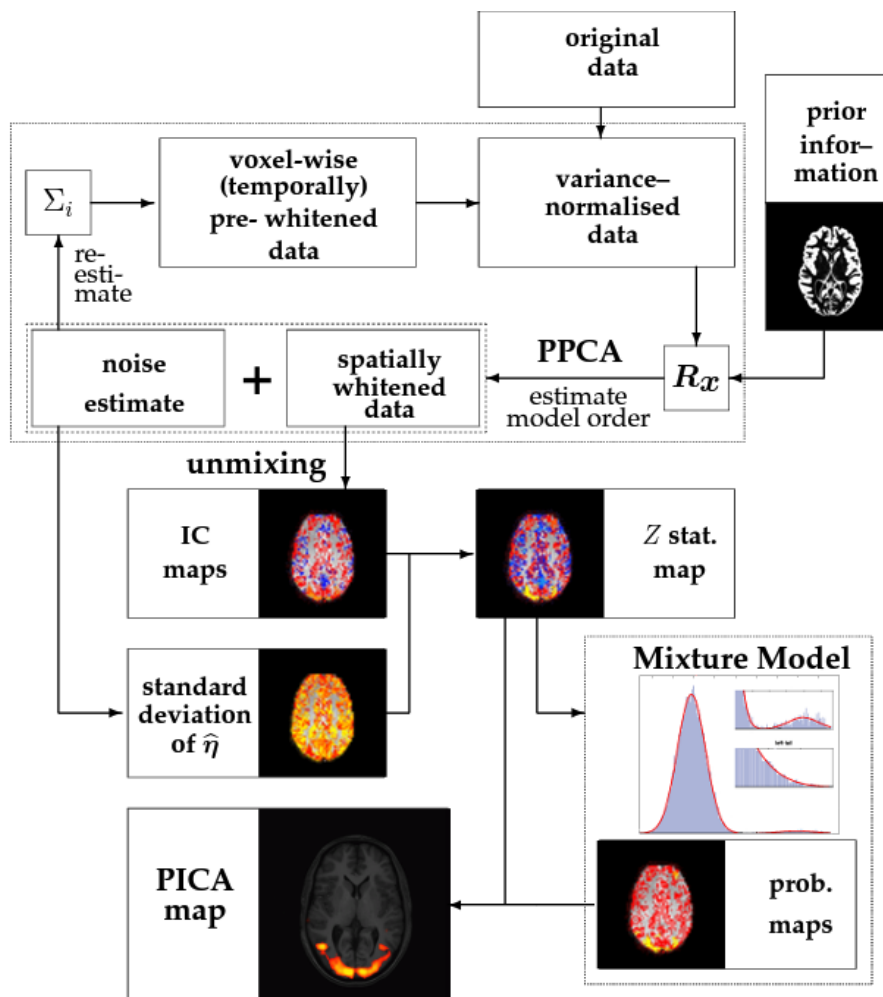 original
data
prior
infor–
mation
voxel-wise
(temporally)
pre- whitened
data
variance–
normalised
data
Σi
re-
esti-
mate
noise
estimate
+
spatially
whitened
data
PPCA
estimate
model order
Rx
unmixing
IC
maps
Z stat.
map
standard
deviation
of η̂
Mixture Model
PICA
map
prob.
maps